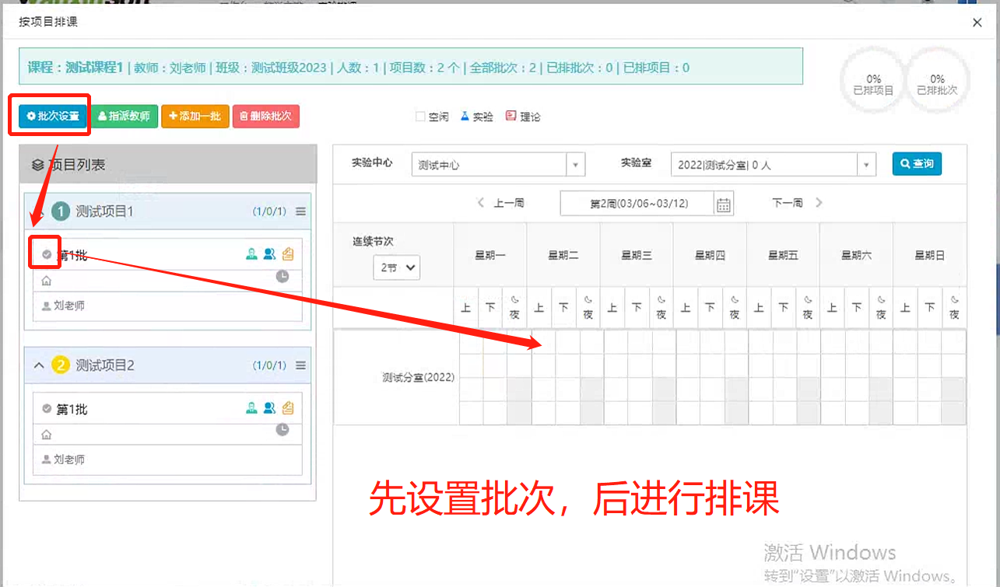 按项目排课
课程：测试课程1 | 教师：刘老师 | 班级：测试班级2023 | 人数：1 | 项目数：2 个 | 全部批次：2 | 已排批次：0 | 已排项目：0
0%
已排项目
0%
已排批次
批次设置 指派教师 添加一批 删除批次
空闲 实验 理论
项目列表
1 测试项目1 (1/0/1)
第1批
刘老师
2 测试项目2 (1/0/1)
第1批
刘老师
实验中心 测试中心 实验室 2022|测试分室| 0 人 查询
上一周 第2周(03/06~03/12) 下一周
连续节次
2节
星期一 星期二 星期三 星期四 星期五 星期六 星期日
上 下 夜 上 下 夜 上 下 夜 上 下 夜 上 下 夜 上 下 夜 上 下 夜
测试分室(2022)
先设置批次，后进行排课
激活 Windows
转到“设置”以激活 Windows。